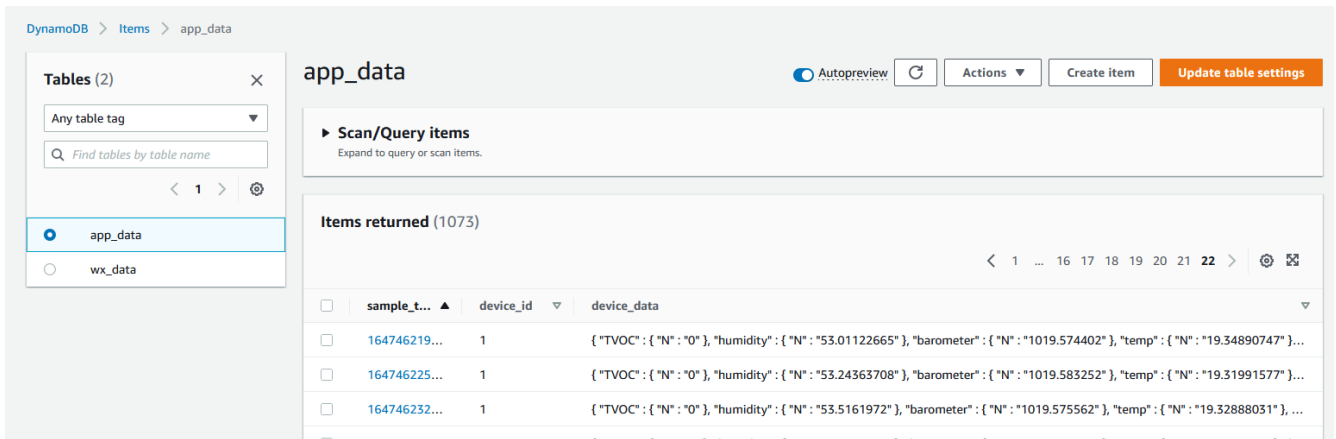 DynamoDB > Items > app_data
Tables (2)
Any table tag
Find tables by table name
1
app_data
wx_data
app_data
Autopreview
Actions
Create item
Update table settings
Scan/Query items
Expand to query or scan items.
Items returned (1073)
1 ... 16 17 18 19 20 21 22
sample_t... device_id device_data
164746219... 1 { "TVOC" : { "N" : "0" }, "humidity" : { "N" : "53.01122665" }, "barometer" : { "N" : "1019.574402" }, "temp" : { "N" : "19.34890747" }...
164746225... 1 { "TVOC" : { "N" : "0" }, "humidity" : { "N" : "53.24363708" }, "barometer" : { "N" : "1019.583252" }, "temp" : { "N" : "19.31991577" }...
164746232... 1 { "TVOC" : { "N" : "0" }, "humidity" : { "N" : "53.5161972" }, "barometer" : { "N" : "1019.575562" }, "temp" : { "N" : "19.32888031" }, ...